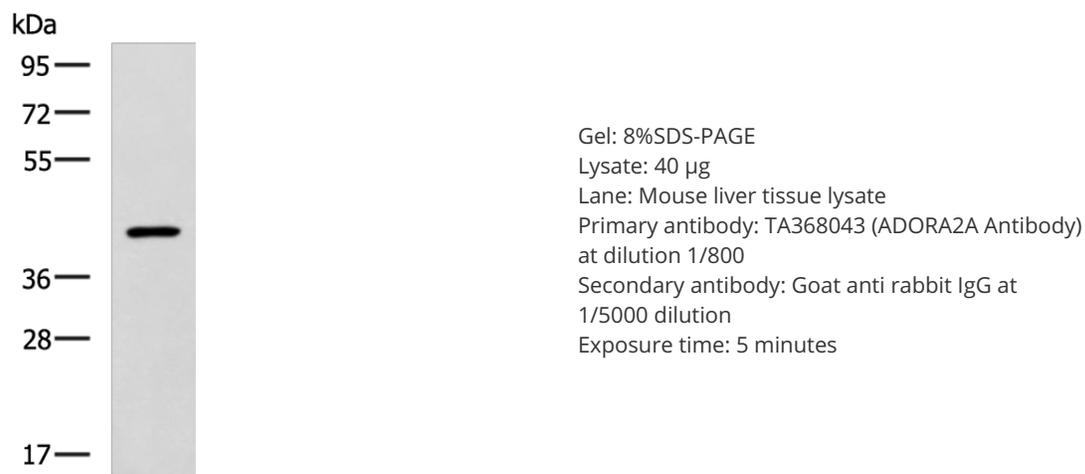 kDa
95
72
55
36
28
17
Gel: 8%SDS-PAGE
Lysate: 40 µg
Lane: Mouse liver tissue lysate
Primary antibody: TA368043 (ADORA2A Antibody)
at dilution 1/800
Secondary antibody: Goat anti rabbit IgG at
1/5000 dilution
Exposure time: 5 minutes